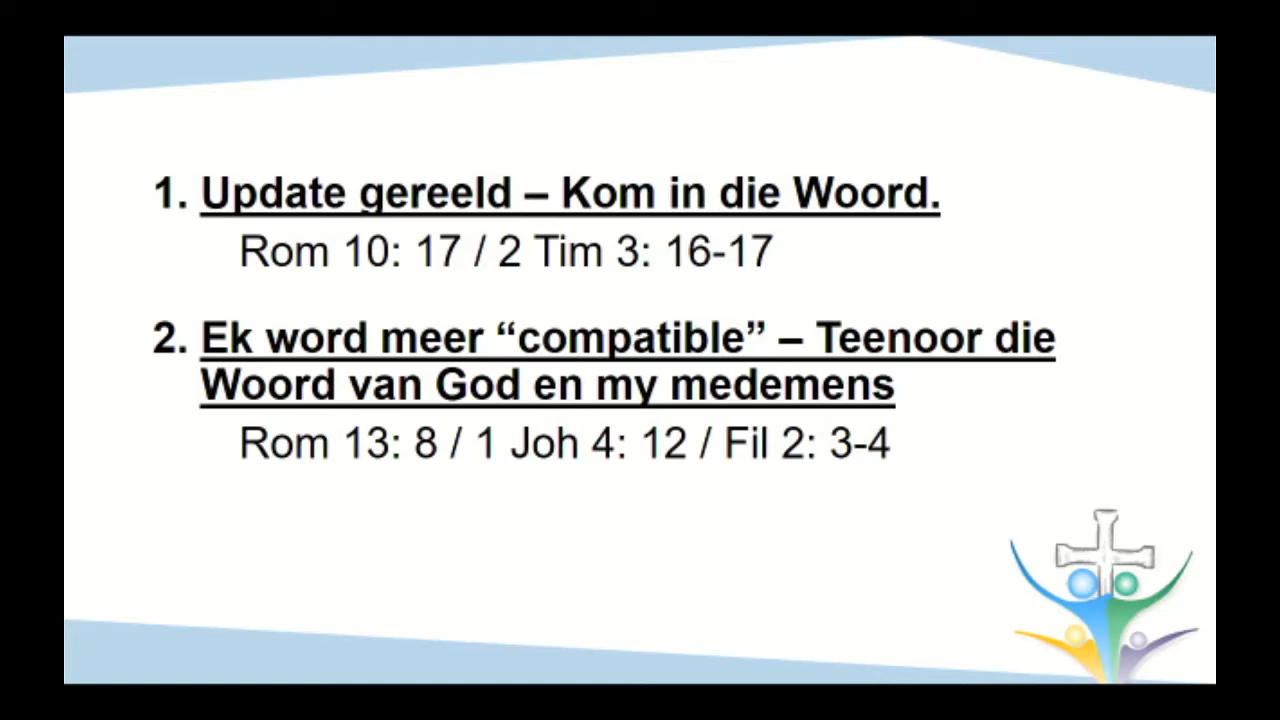 1. Update gereeld – Kom in die Woord.
Rom 10: 17 / 2 Tim 3: 16-17
2. Ek word meer “compatible” – Teenoor die
Woord van God en my medemens
Rom 13: 8 / 1 Joh 4: 12 / Fil 2: 3-4